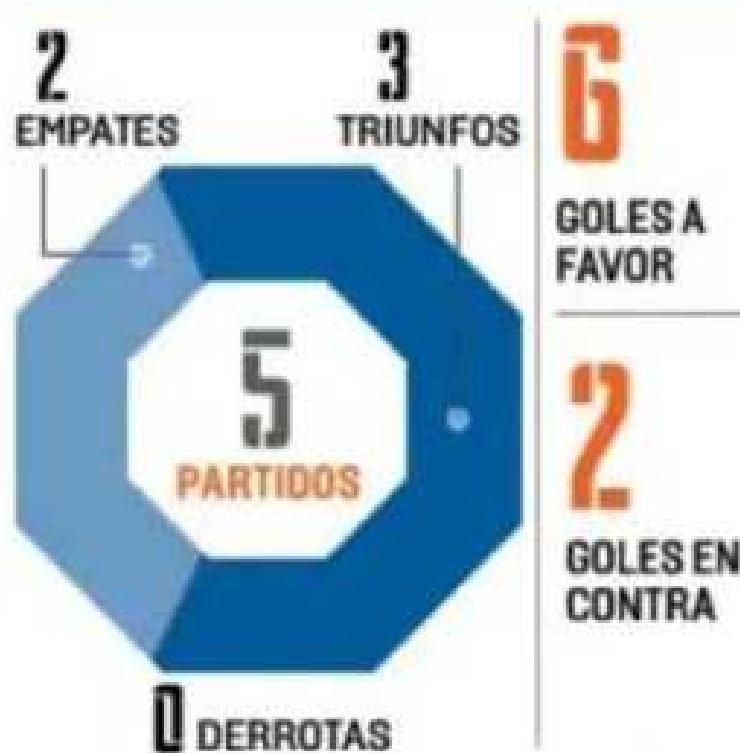 2
EMPATES
3
TRIUNFOS
5
PARTIDOS
0 DERROTAS
6
GOLES A
FAVOR
2
GOLES EN
CONTRA